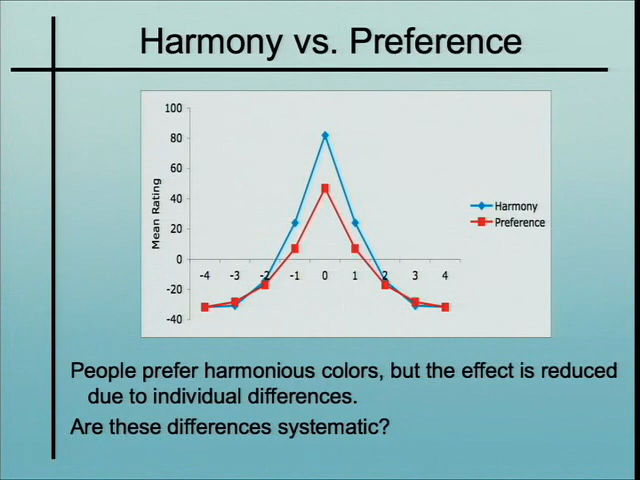 Harmony vs. Preference
100
80
60
40
20
0
-20
-40
Mean Rating
-4 -3 -2 -1 0 1 2 3 4
Harmony
Preference
People prefer harmonious colors, but the effect is reduced
due to individual differences.
Are these differences systematic?